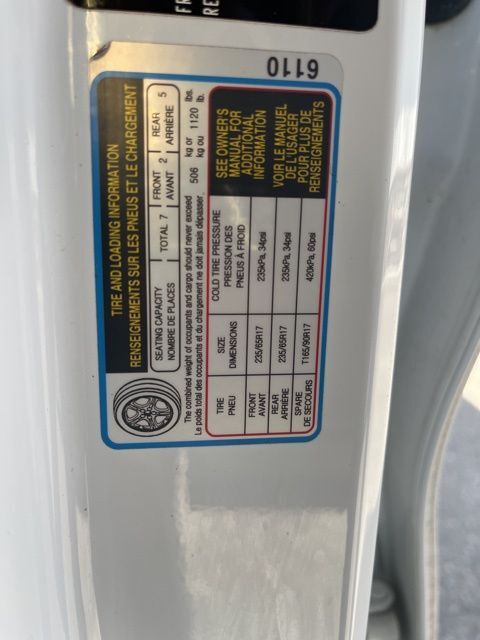 FR
RE
6110
TIRE AND LOADING INFORMATION
RENSEIGNEMENTS SUR LES PNEUS ET LE CHARGEMENT
SEATING CAPACITY
NOMBRE DE PLACES
TOTAL 7
FRONT
AVANT
2
REAR
ARRIÈRE
5
The combined weight of occupants and cargo should never exceed 506 kg or 1120 lbs.
Le poids total des occupants et du chargement ne doit jamais dépasser kg ou lb.
TIRE
PNEU
SIZE
DIMENSIONS
COLD TIRE PRESSURE
PRESSION DES
PNEUS À FROID
FRONT
AVANT
235/65R17
235kPa, 34psi
REAR
ARRIÈRE
235/65R17
235kPa, 34psi
SPARE
DE SECOURS
T165/90R17
420kPa, 60psi
SEE OWNER'S
MANUAL FOR
ADDITIONAL
INFORMATION
VOIR LE MANUEL
DE L'USAGER
POUR PLUS DE
RENSEIGNEMENTS